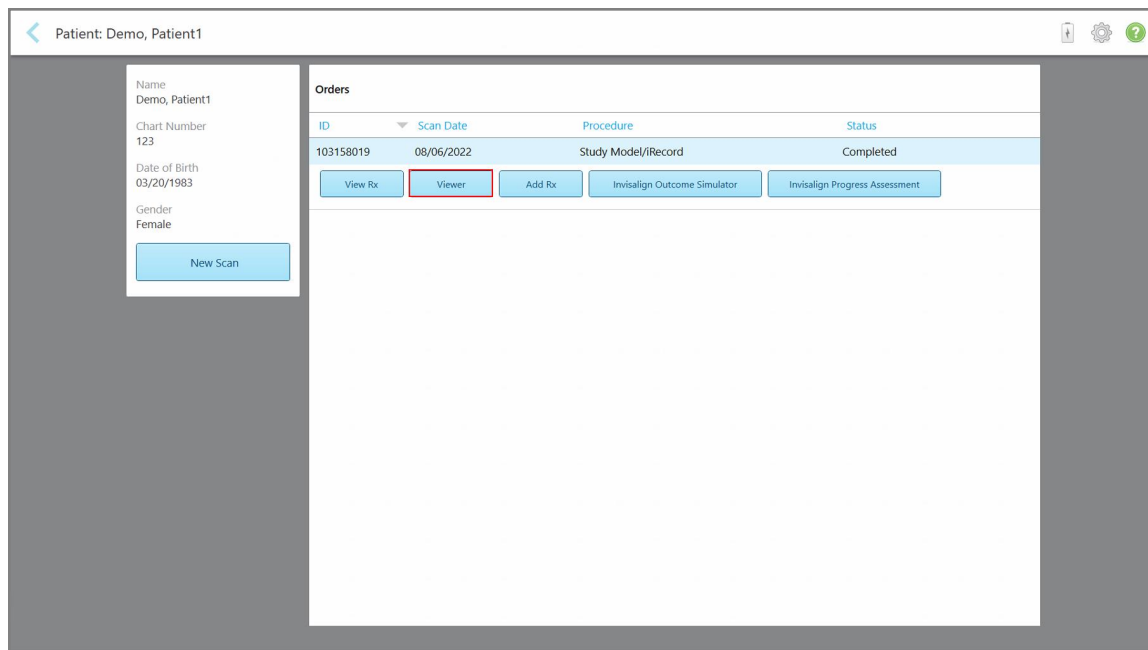 Patient: Demo, Patient1
?
Name
Demo, Patient1
Chart Number
123
Date of Birth
03/20/1983
Gender
Female
New Scan
Orders
ID Scan Date Procedure Status
103158019 08/06/2022 Study Model/iRecord Completed
View Rx Viewer Add Rx Invisalign Outcome Simulator Invisalign Progress Assessment